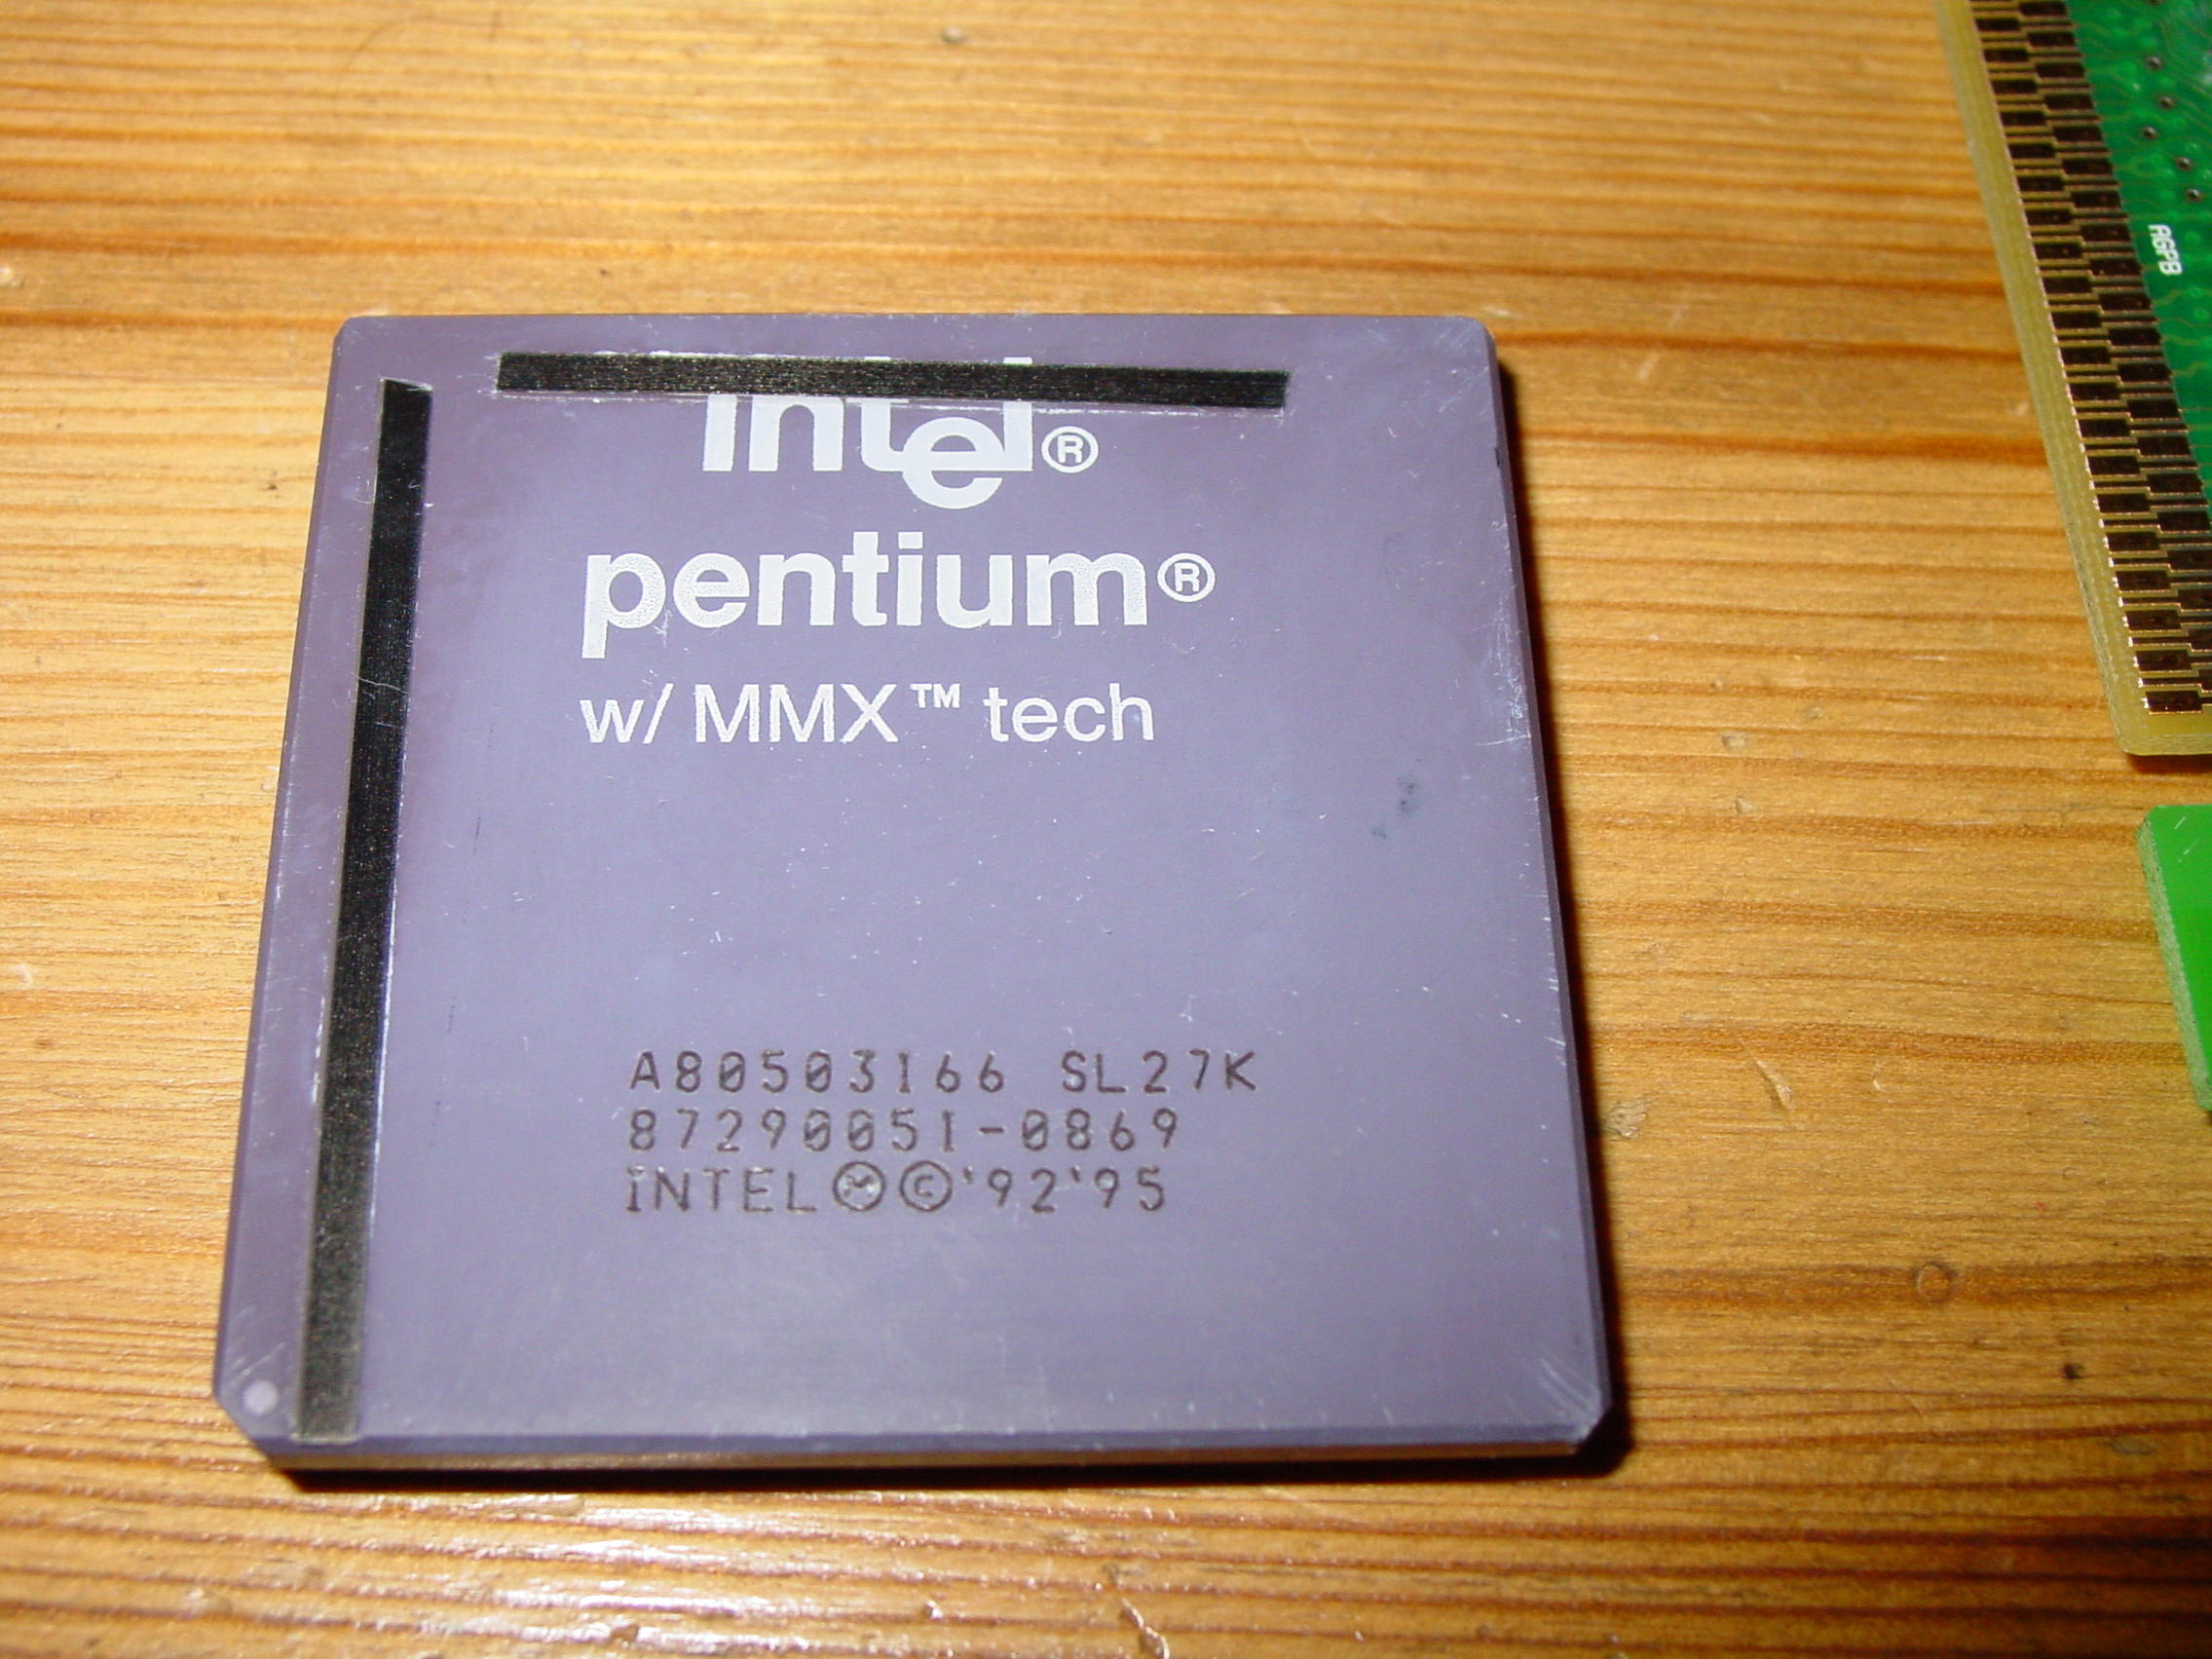 intel®
pentium®
w/ MMX™ tech
A80503166 SL27K
87290051-0869
INTEL Ⓜ © '92'95
AGPB